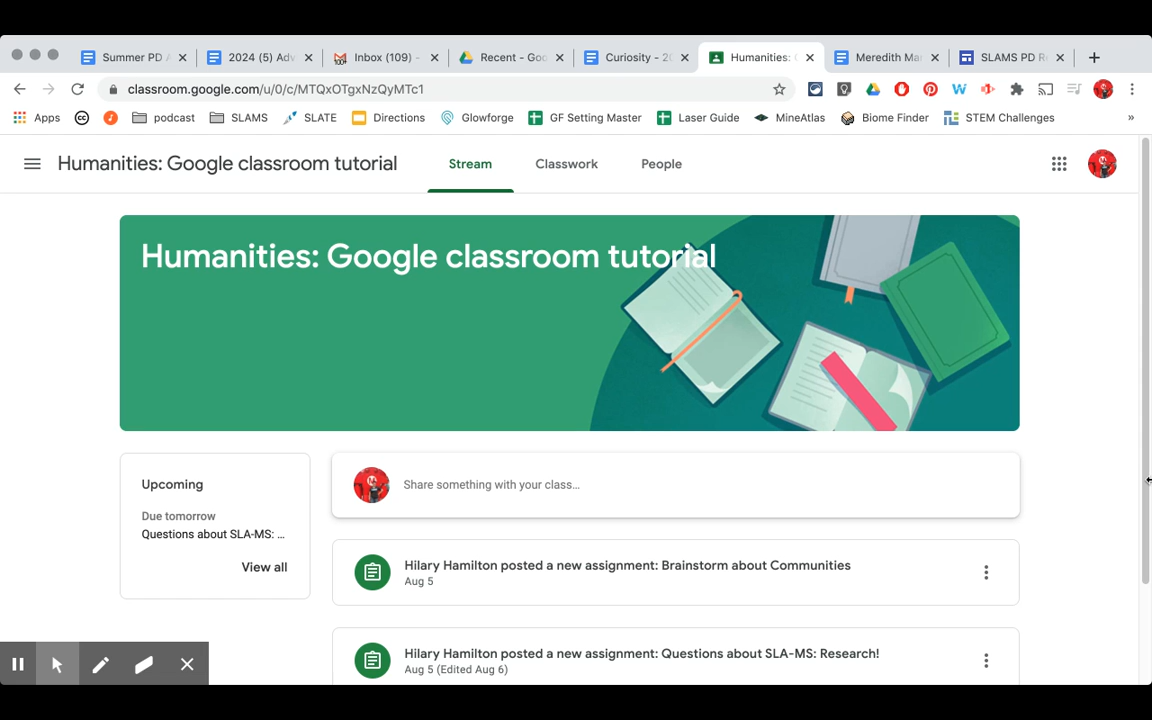 Summer PD A
2024 (5) Adv
Inbox (109) -
Recent - Goo
Curiosity - 20
Humanities: G
Meredith Mar
SLAMS PD R
classroom.google.com/u/0/c/MTQxOTgxNzQyMTc1
Apps
podcast
SLAMS
SLATE
Directions
Glowforge
GF Setting Master
Laser Guide
MineAtlas
Biome Finder
STEM Challenges
»
Humanities: Google classroom tutorial
Stream
Classwork
People
Humanities: Google classroom tutorial
Upcoming
Due tomorrow
Questions about SLA-MS: ...
View all
Share something with your class...
Hilary Hamilton posted a new assignment: Brainstorm about Communities
Aug 5
Hilary Hamilton posted a new assignment: Questions about SLA-MS: Research!
Aug 5 (Edited Aug 6)